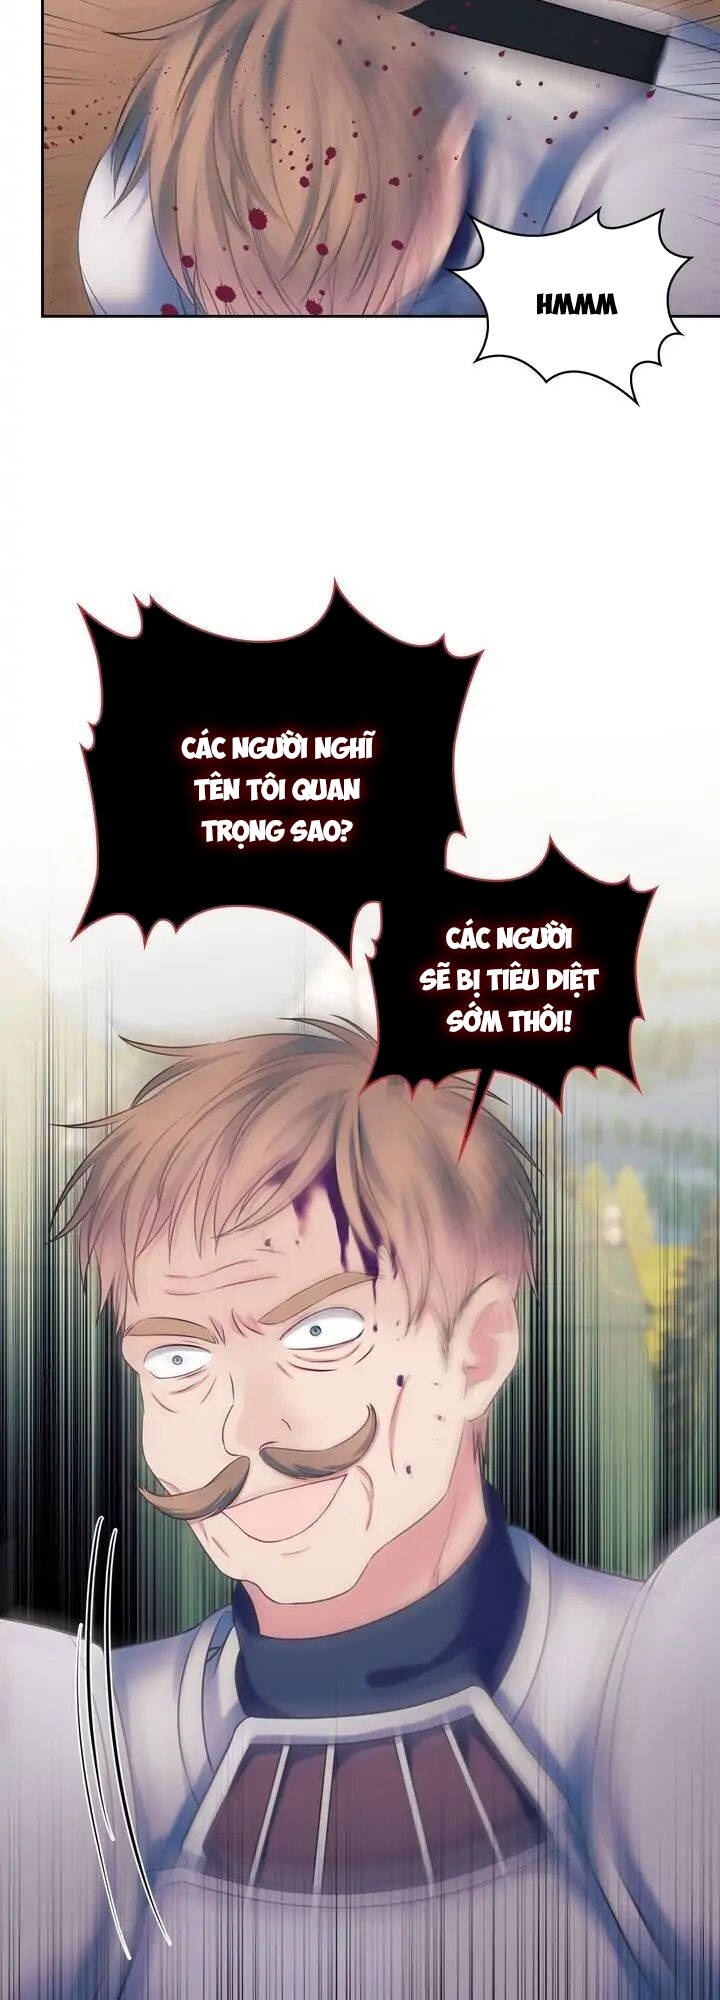 HMMM
CÁC NGƯỜI NGHĨ
TÊN TÔI QUAN
TRỌNG SAO?
CÁC NGƯỜI
SẼ BỊ TIÊU DIỆT
SỚM THÔI!